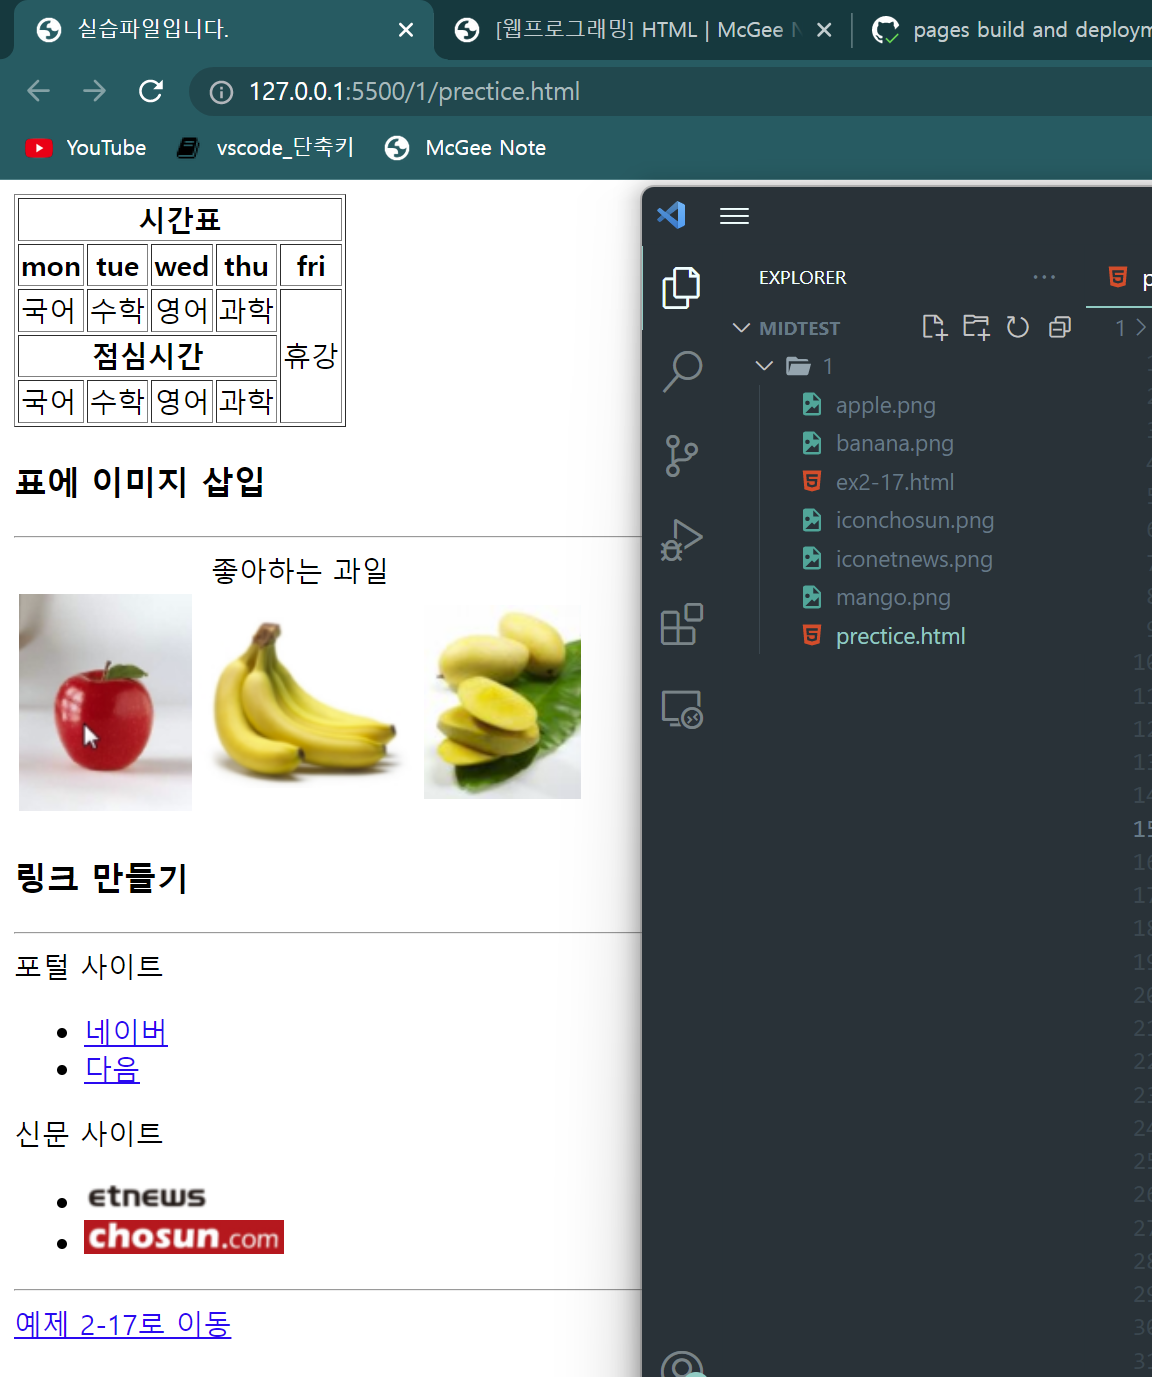 실습파일입니다.
[웹프로그래밍] HTML | McGee
pages build and deploym
127.0.0.1:5500/1/prectice.html
YouTube
vscode_단축키
McGee Note
시간표
mon tue wed thu fri
국어 수학 영어 과학 휴강
점심시간
국어 수학 영어 과학
표에 이미지 삽입
좋아하는 과일
링크 만들기
포털 사이트
네이버
다음
신문 사이트
etnews
chosun.com
예제 2-17로 이동
EXPLORER
MIDTEST
1
1
apple.png
banana.png
ex2-17.html
iconchosun.png
iconetnews.png
mango.png
prectice.html
10
11
12
13
14
15
16
17
18
19
20
21
22
23
24
25
26
27
28
29
30
31